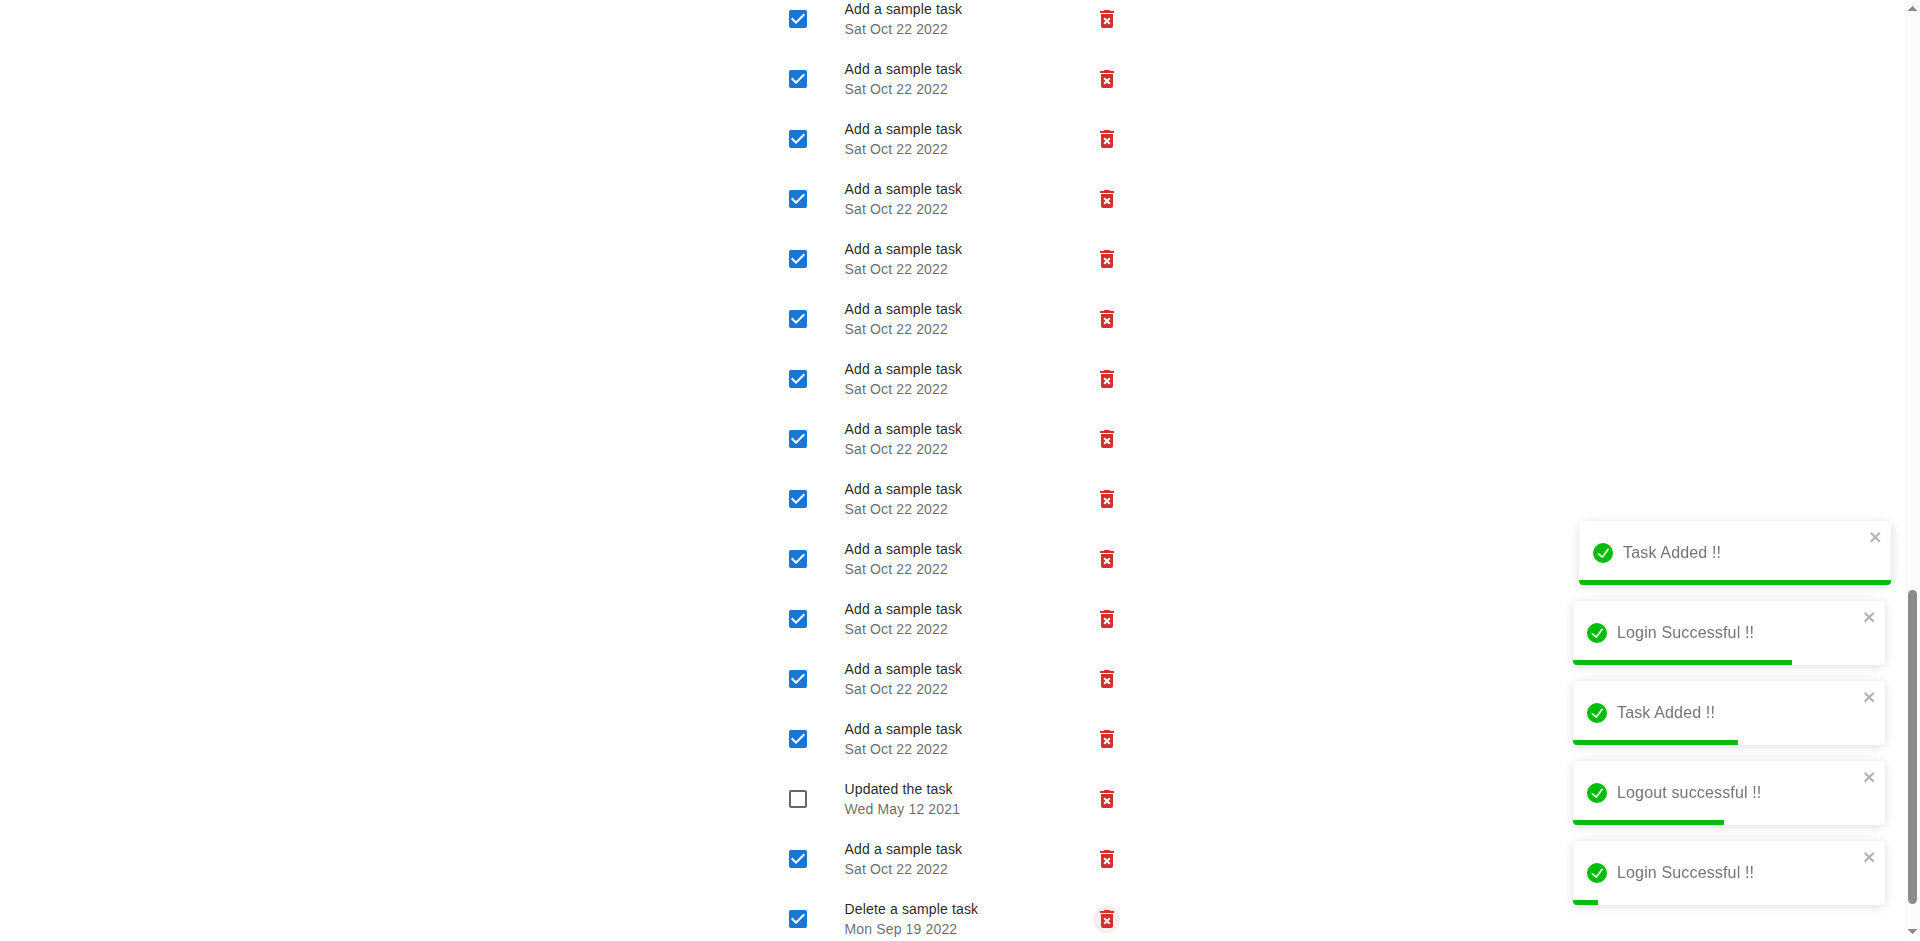 Add a sample task
Sat Oct 22 2022
Add a sample task
Sat Oct 22 2022
Add a sample task
Sat Oct 22 2022
Add a sample task
Sat Oct 22 2022
Add a sample task
Sat Oct 22 2022
Add a sample task
Sat Oct 22 2022
Add a sample task
Sat Oct 22 2022
Add a sample task
Sat Oct 22 2022
Add a sample task
Sat Oct 22 2022
Add a sample task
Sat Oct 22 2022
Add a sample task
Sat Oct 22 2022
Add a sample task
Sat Oct 22 2022
Add a sample task
Sat Oct 22 2022
Updated the task
Wed May 12 2021
Add a sample task
Sat Oct 22 2022
Delete a sample task
Mon Sep 19 2022
Task Added !!
Login Successful !!
Task Added !!
Logout successful !!
Login Successful !!